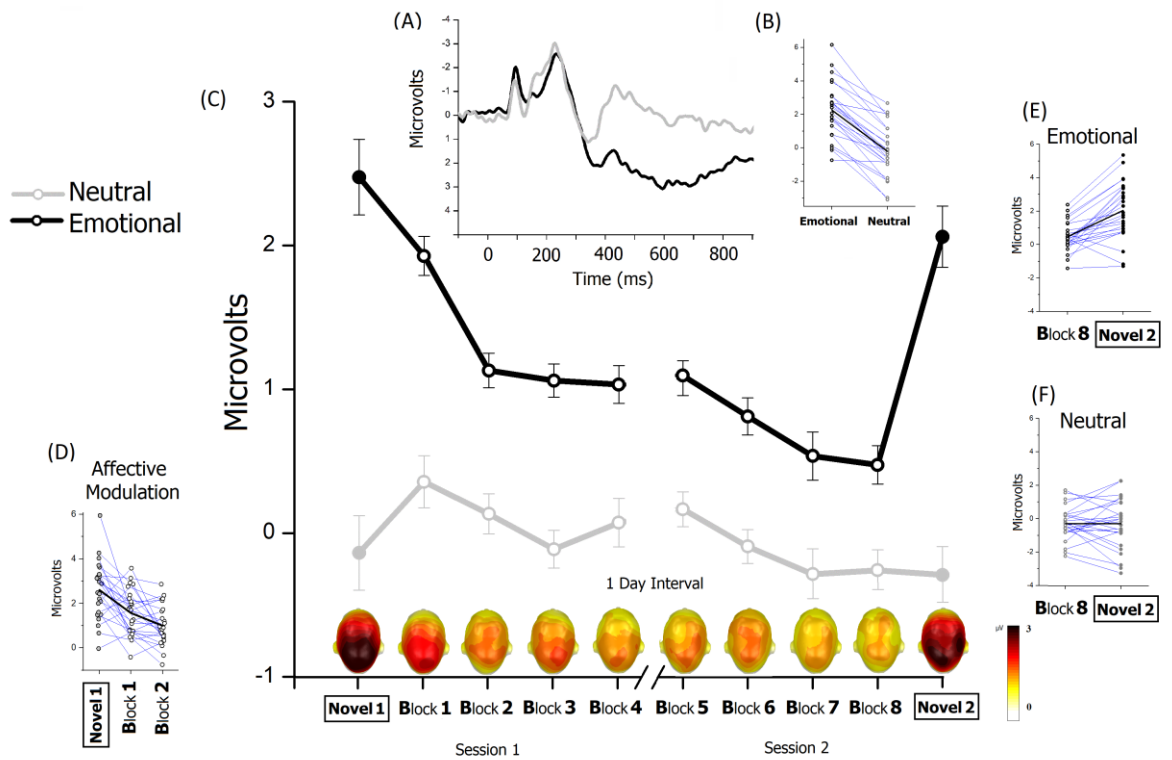 (A)
-4
-3
-2
-1
0
1
2
3
4
5
Microvolts
0 200 400 600 800
Time (ms)
(B)
6
4
2
0
-2
Emotional Neutral
(C)
3
2
1
0
-1
Microvolts
Neutral
Emotional
(D)
Affective
Modulation
6
4
2
0
Microvolts
Novel 1
Block 1
Block 2
(E)
Emotional
6
4
2
0
-2
-4
Microvolts
Block 8 Novel 2
(F)
Neutral
6
4
2
0
-2
-4
Microvolts
Block 8 Novel 2
1 Day Interval
µV
3
0
Novel 1 Block 1 Block 2 Block 3 Block 4 Block 5 Block 6 Block 7 Block 8 Novel 2
Session 1 Session 2